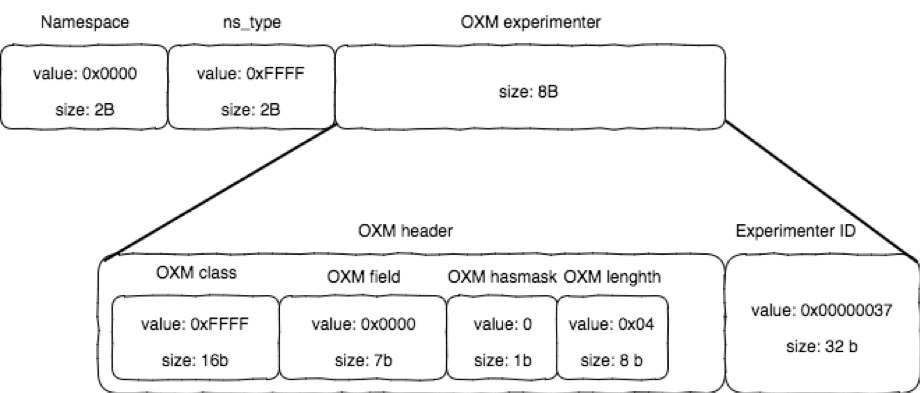 Namespace
ns_type
OXM experimenter
value: 0x0000
size: 2B
value: 0xFFFF
size: 2B
size: 8B
OXM header
Experimenter ID
OXM class
OXM field
OXM hasmask
OXM lenghth
value: 0xFFFF
size: 16b
value: 0x0000
size: 7b
value: 0
size: 1b
value: 0x04
size: 8 b
value: 0x00000037
size: 32 b